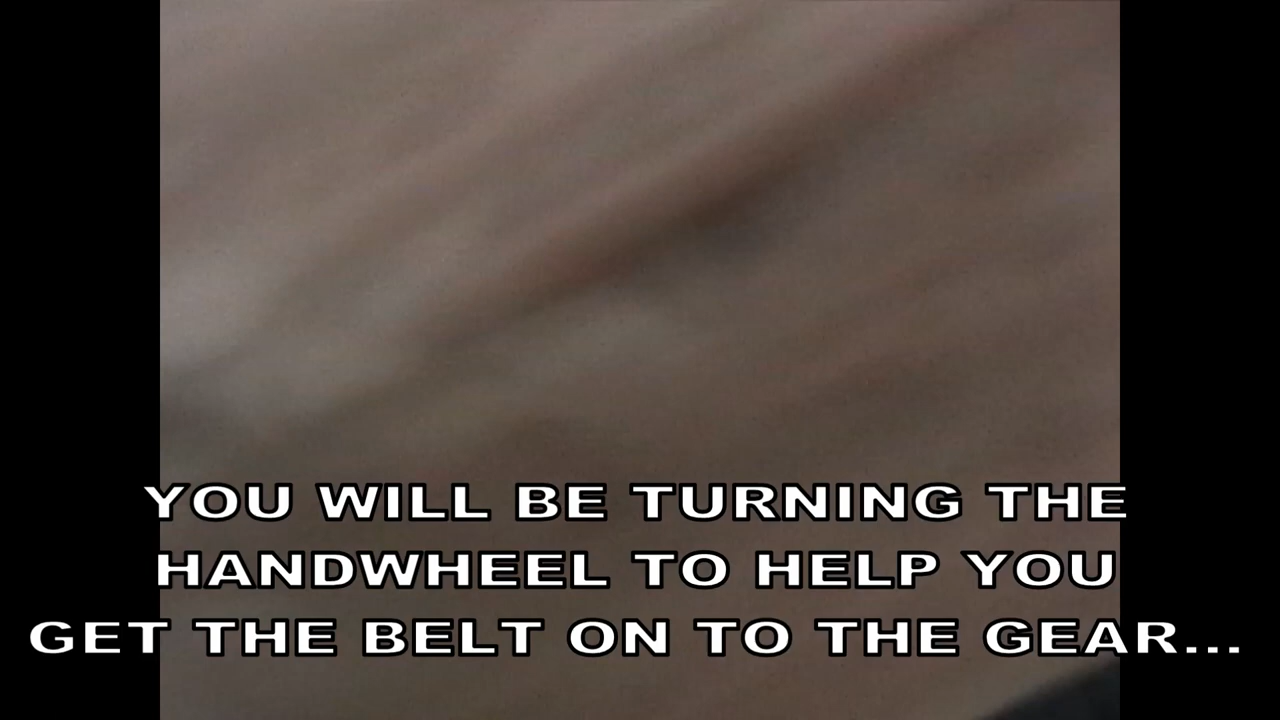 YOU WILL BE TURNING THE
HANDWHEEL TO HELP YOU
GET THE BELT ON TO THE GEAR...